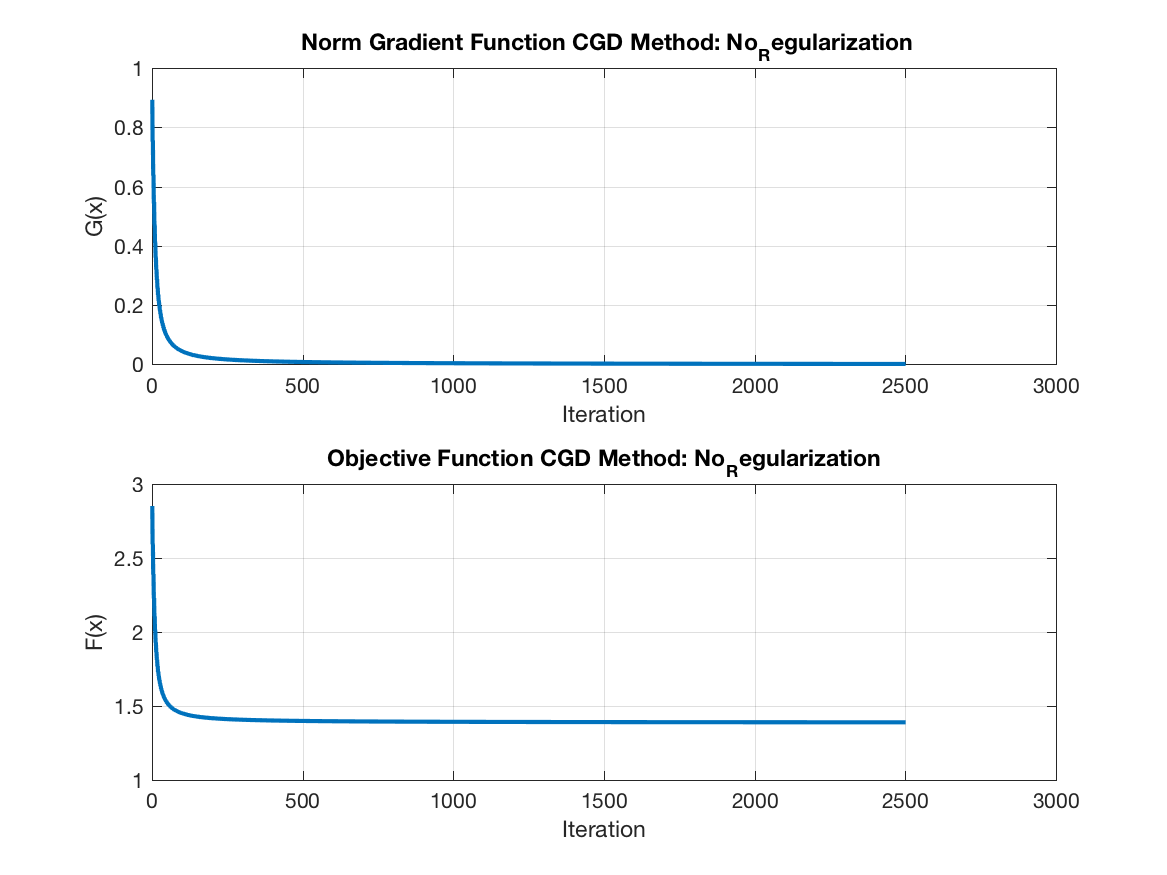 Norm Gradient Function CGD Method: No_Regularization
1
0.8
0.6
0.4
0.2
0
G(x)
0 500 1000 1500 2000 2500 3000
Iteration
Objective Function CGD Method: No_Regularization
3
2.5
2
1.5
1
F(x)
0 500 1000 1500 2000 2500 3000
Iteration